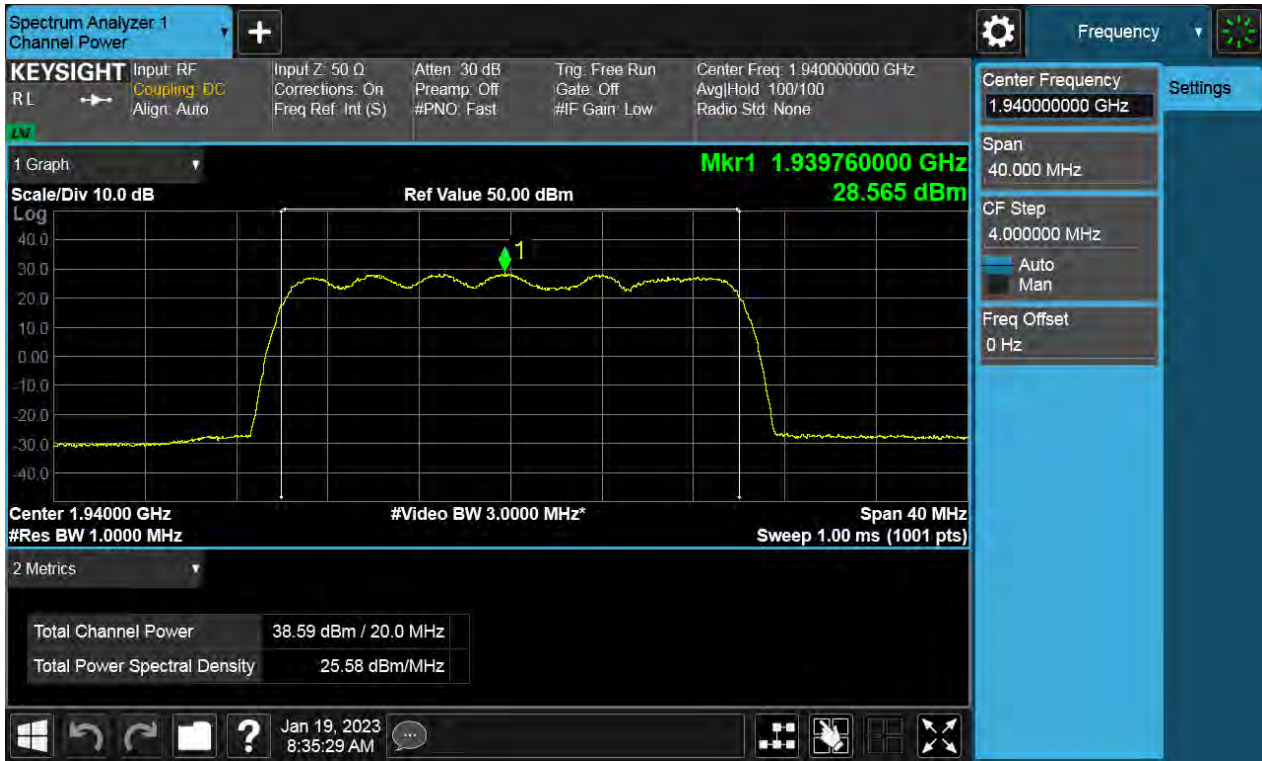 Spectrum Analyzer 1
Channel Power
+
Frequency
KEYSIGHT
RL
LXI
Input: RF
Coupling: DC
Align: Auto
Input Z: 50 Ω
Corrections: On
Freq Ref: Int (S)
Atten: 30 dB
Preamp: Off
#PNO: Fast
Trig: Free Run
Gate: Off
#IF Gain: Low
Center Freq: 1.940000000 GHz
Avg|Hold: 100/100
Radio Std: None
Center Frequency
1.940000000 GHz
Settings
Span
40.000 MHz
CF Step
4.000000 MHz
Auto
Man
Freq Offset
0 Hz
1 Graph
Mkr1 1.939760000 GHz
28.565 dBm
Scale/Div 10.0 dB
Ref Value 50.00 dBm
Log
40.0
30.0
20.0
10.0
0.00
-10.0
-20.0
-30.0
-40.0
1
Center 1.94000 GHz
#Video BW 3.0000 MHz*
Span 40 MHz
#Res BW 1.0000 MHz
Sweep 1.00 ms (1001 pts)
2 Metrics
Total Channel Power 38.59 dBm / 20.0 MHz
Total Power Spectral Density 25.58 dBm/MHz
?
Jan 19, 2023
8:35:29 AM